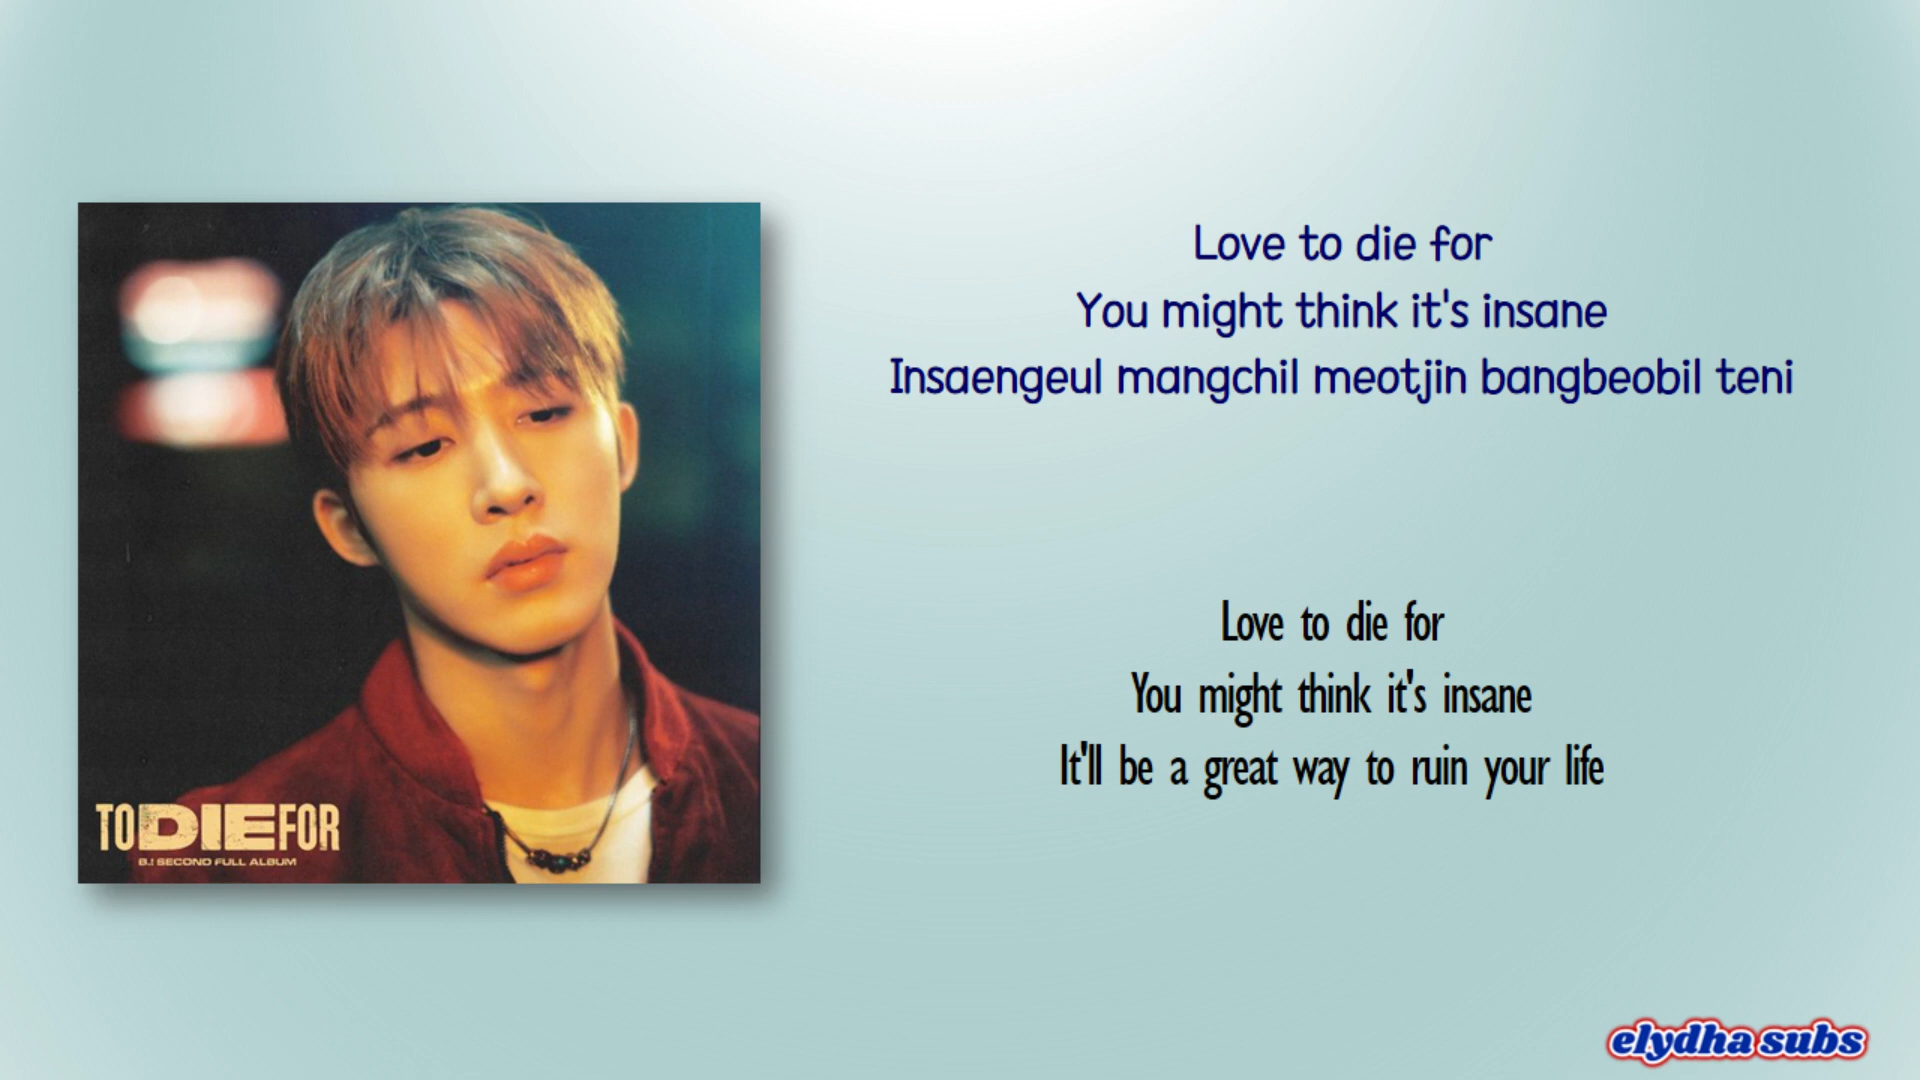 Love to die for
You might think it's insane
Insaengeul mangchil meotjin bangbeobil teni
Love to die for
You might think it's insane
It'll be a great way to ruin your life
TO DIE FOR
B.I SECOND FULL ALBUM
elydha subs